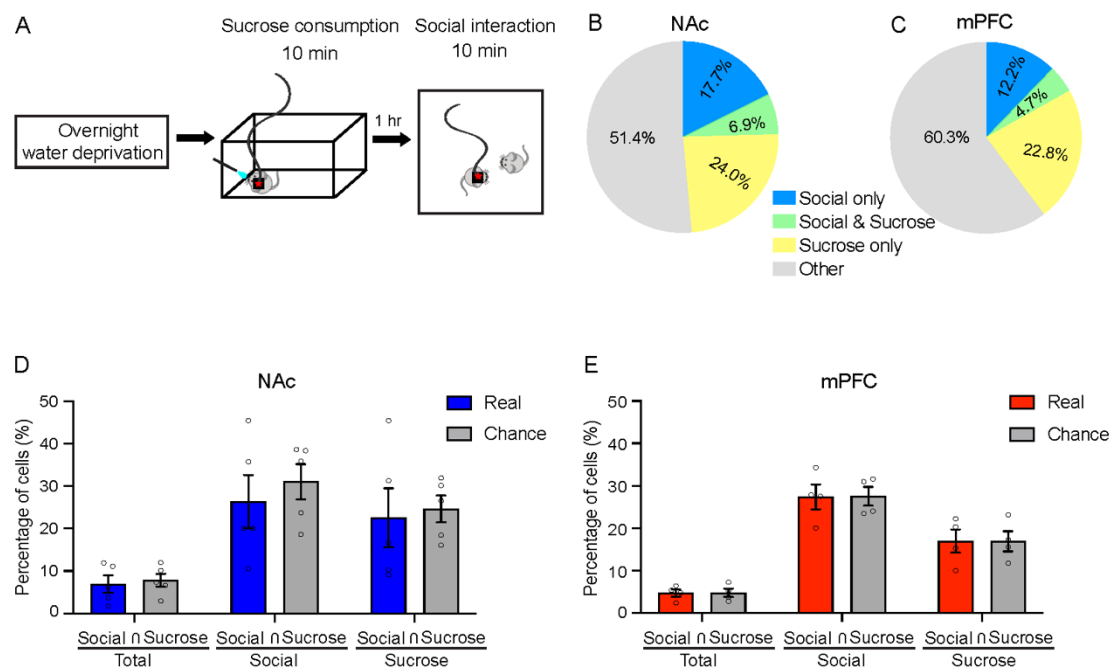 A
Sucrose consumption
10 min
Social interaction
10 min
Overnight
water deprivation
1 hr
B
NAc
17.7%
6.9%
24.0%
51.4%
C
mPFC
12.2%
4.7%
22.8%
60.3%
Social only
Social & Sucrose
Sucrose only
Other
D
NAc
Percentage of cells (%)
50
40
30
20
10
0
Real
Chance
Social ∩ Sucrose
Total
Social ∩ Sucrose
Social
Social ∩ Sucrose
Sucrose
E
mPFC
Percentage of cells (%)
50
40
30
20
10
0
Real
Chance
Social ∩ Sucrose
Total
Social ∩ Sucrose
Social
Social ∩ Sucrose
Sucrose